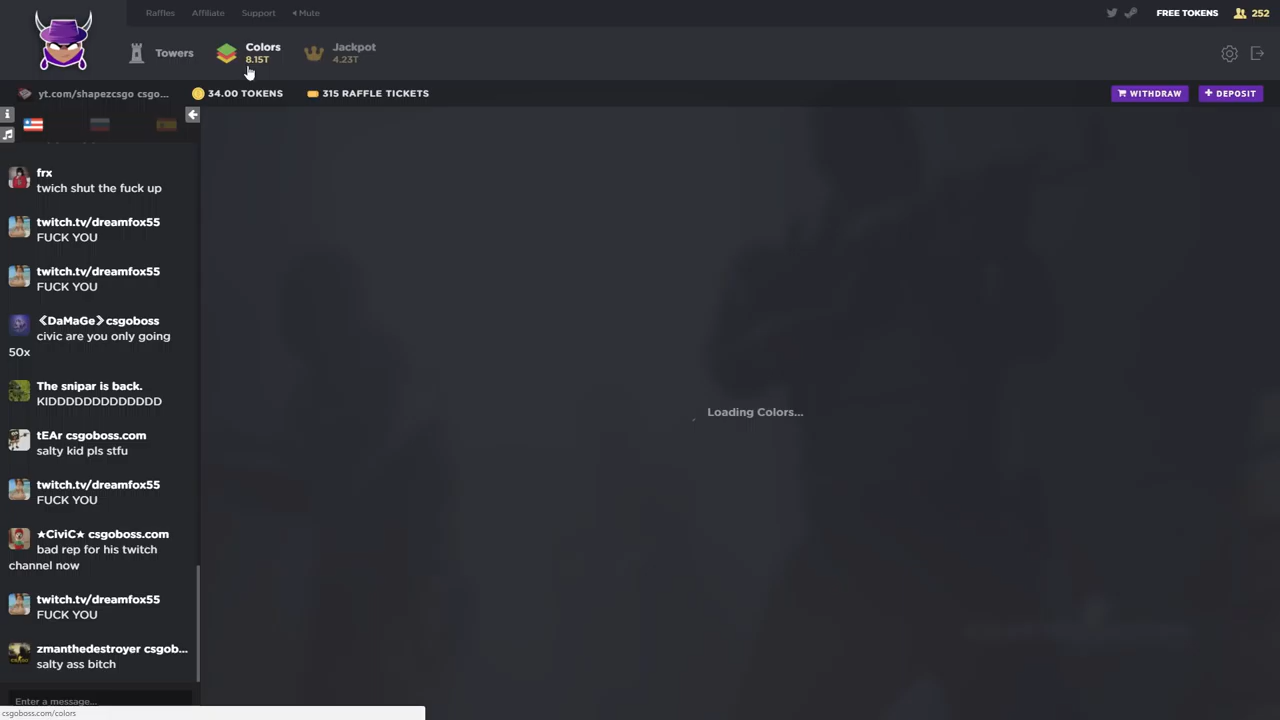 Raffles Affiliate Support Mute
FREE TOKENS 252
Towers
Colors
8.15T
Jackpot
4.23T
yt.com/shapezcsgo csgo...
34.00 TOKENS
315 RAFFLE TICKETS
WITHDRAW
+ DEPOSIT
frx
twich shut the fuck up
twitch.tv/dreamfox55
FUCK YOU
twitch.tv/dreamfox55
FUCK YOU
《DaMaGe》csgoboss
civic are you only going
50x
The snipar is back.
KIDDDDDDDDDDDDD
tEAr csgoboss.com
salty kid pls stfu
twitch.tv/dreamfox55
FUCK YOU
★CiviC★ csgoboss.com
bad rep for his twitch
channel now
twitch.tv/dreamfox55
FUCK YOU
zmanthedestroyer csgob...
salty ass bitch
Enter a message...
csgoboss.com/colors
Loading Colors...